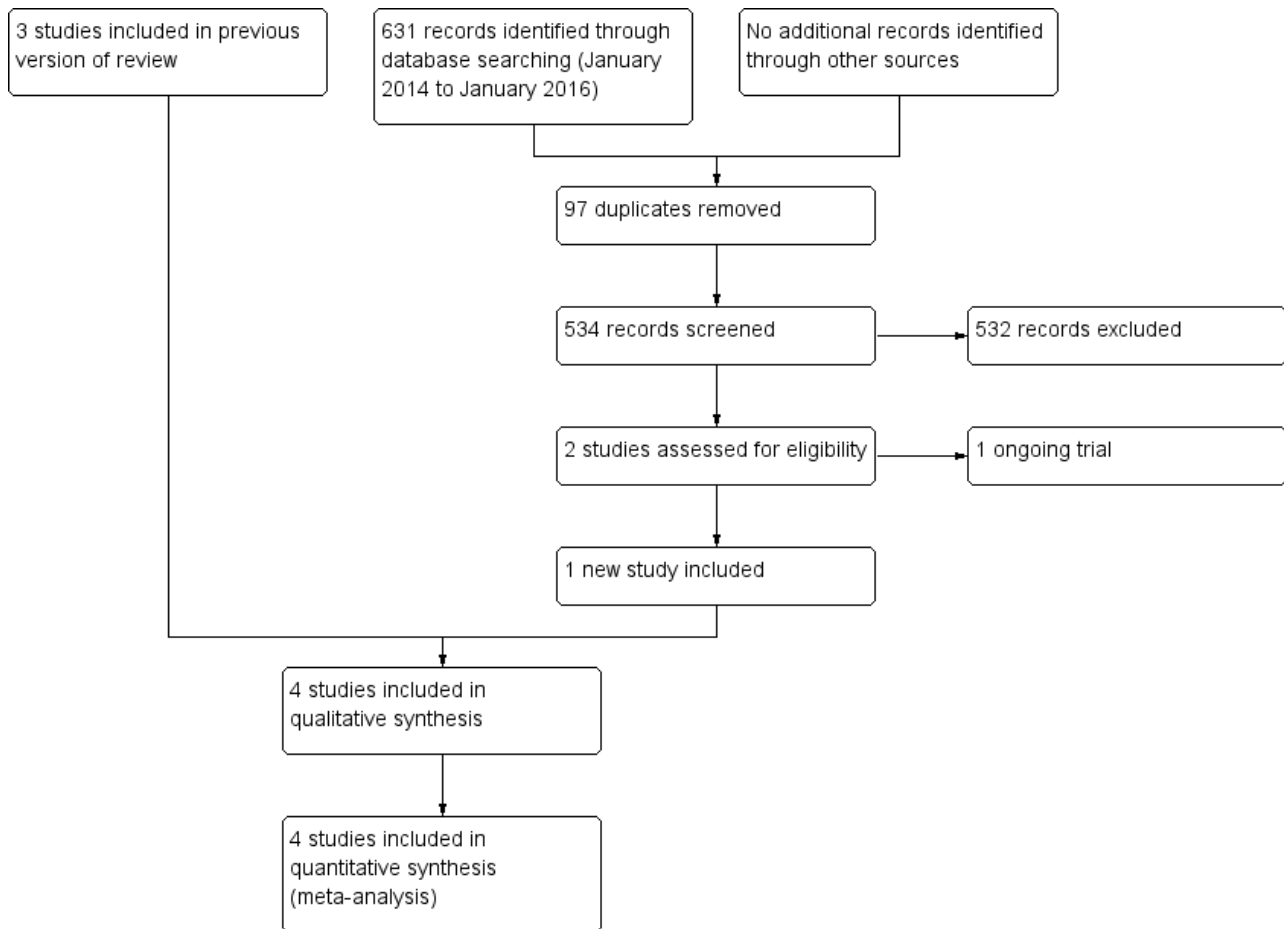 3 studies included in previous
version of review
631 records identified through
database searching (January
2014 to January 2016)
No additional records identified
through other sources
97 duplicates removed
534 records screened
532 records excluded
2 studies assessed for eligibility
1 ongoing trial
1 new study included
4 studies included in
qualitative synthesis
4 studies included in
quantitative synthesis
(meta-analysis)